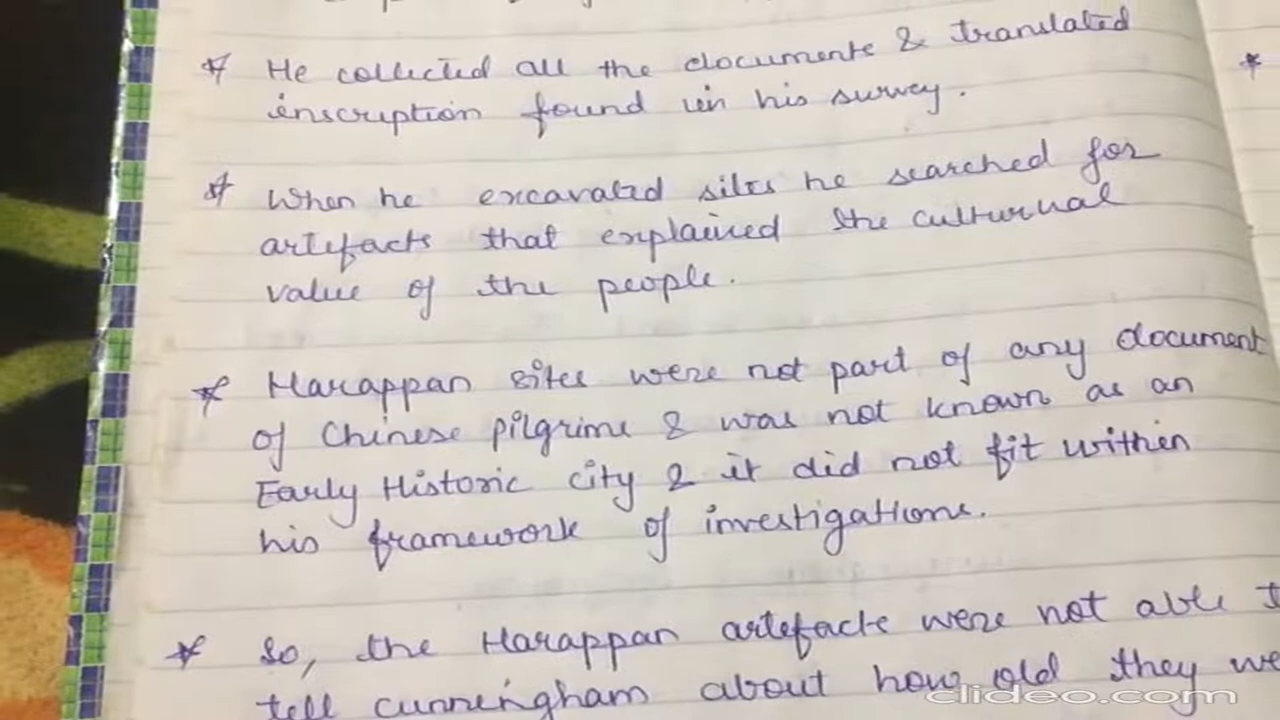 * He collected all the documents & translated
inscription found in his survey.
* When he excavated sites he searched for
artefacts that explained the culturual
value of the people.
* Harappan sites were not part of any document
of Chinese pilgrims & was not known as an
Early Historic city & it did not fit within
his framework of investigations.
* So, the Harappan artefacts were not able
tell cunningham about how old they we
*
clideo.com